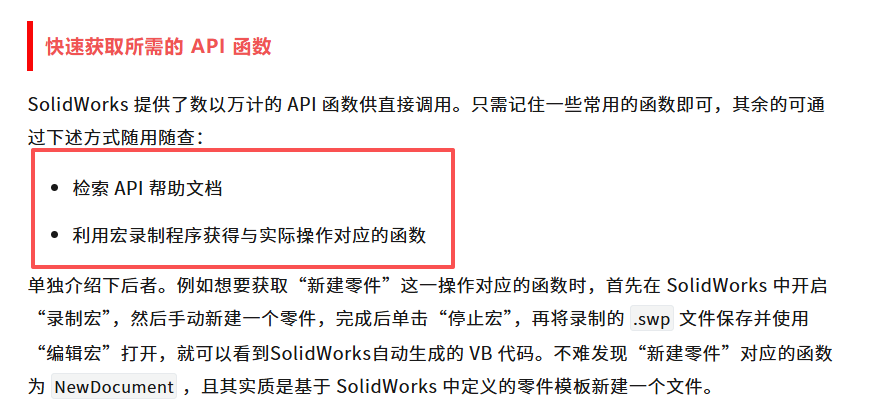 快速获取所需的 API 函数
SolidWorks 提供了数以万计的 API 函数供直接调用。只需记住一些常用的函数即可，其余的可通
过下述方式随用随查：
• 检索 API 帮助文档
• 利用宏录制程序获得与实际操作对应的函数
单独介绍下后者。例如想要获取“新建零件”这一操作对应的函数时，首先在 SolidWorks 中开启
“录制宏”，然后手动新建一个零件，完成后单击“停止宏”，再将录制的 .swp 文件保存并使用
“编辑宏”打开，就可以看到SolidWorks自动生成的 VB 代码。不难发现“新建零件”对应的函数
为 NewDocument ，且其实质是基于 SolidWorks 中定义的零件模板新建一个文件。